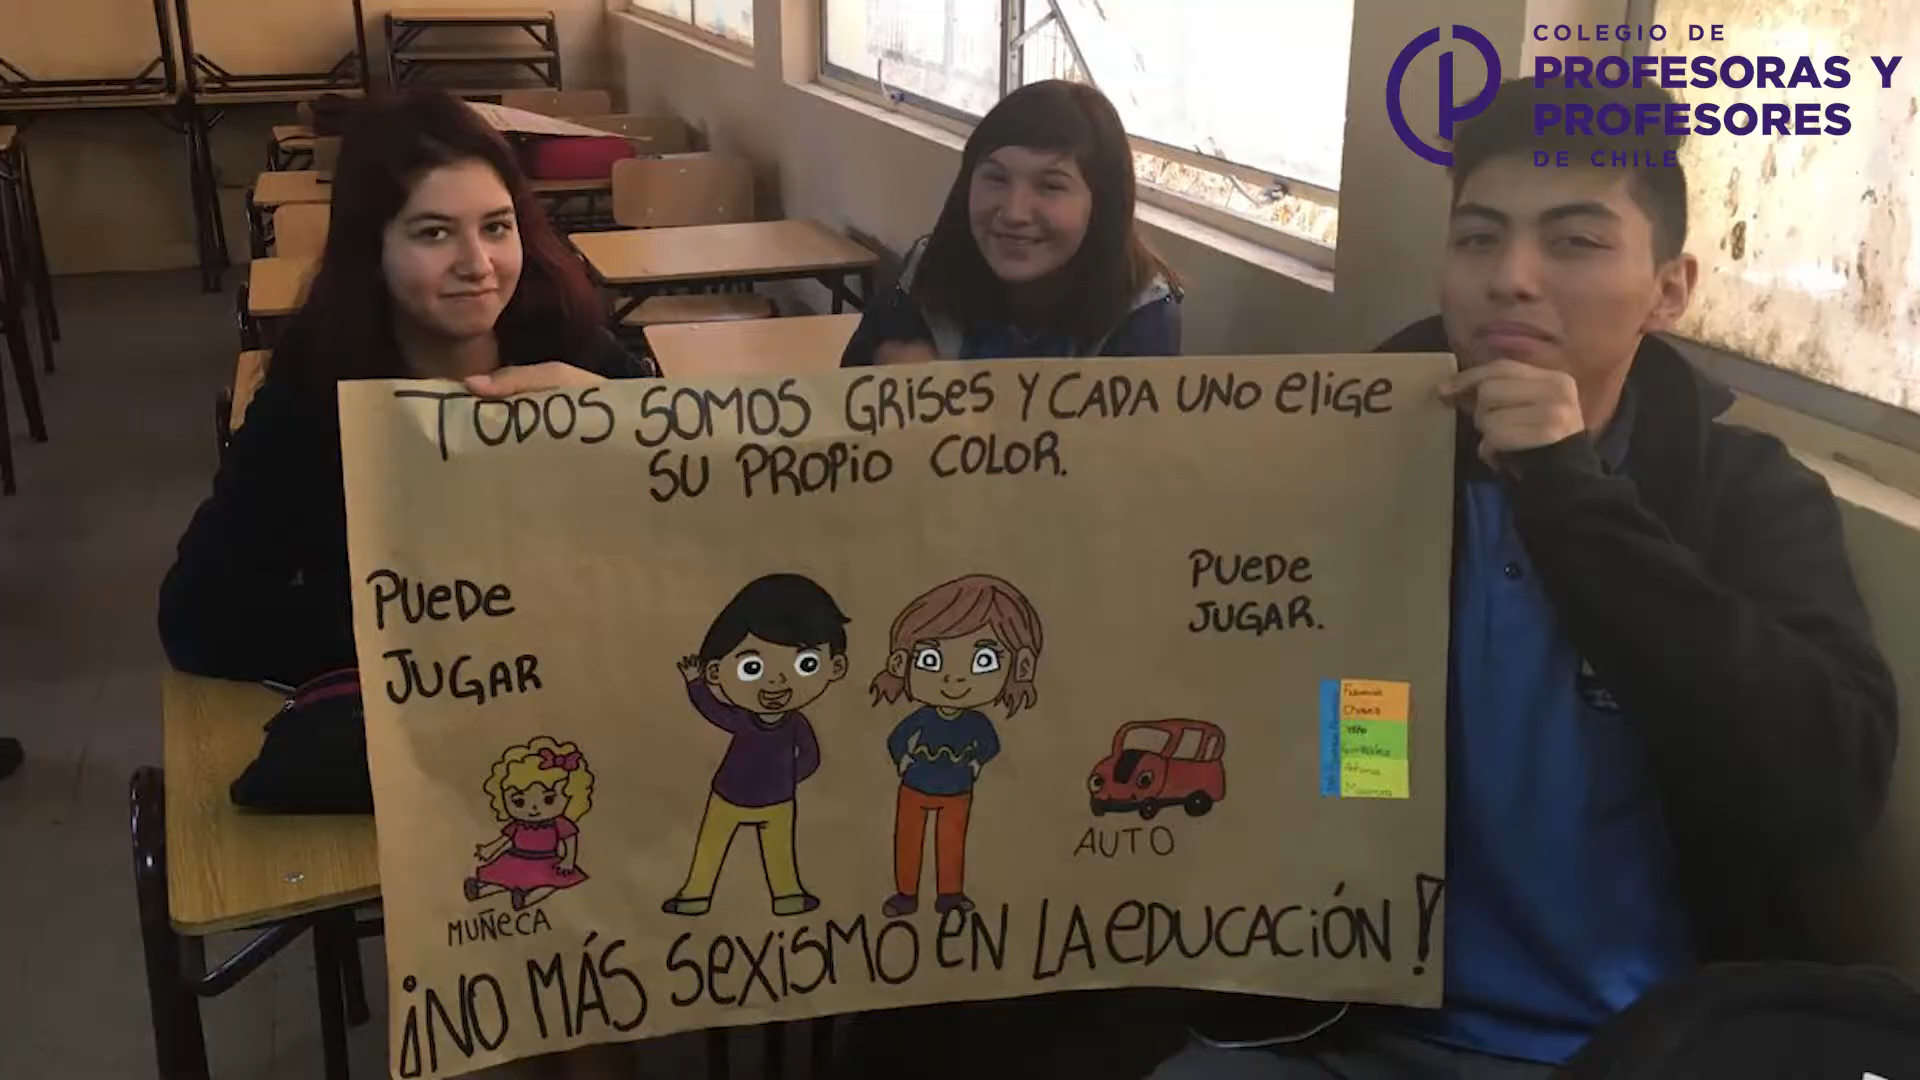 COLEGIO DE
PROFESORAS Y
PROFESORES
DE CHILE
TODOS SOMOS GRISES Y CADA UNO ELIGE
SU PROPIO COLOR.
PUEDE
JUGAR
PUEDE
JUGAR.
MUÑECA
AUTO
¡NO MÁS SEXISMO EN LA EDUCACIÓN!